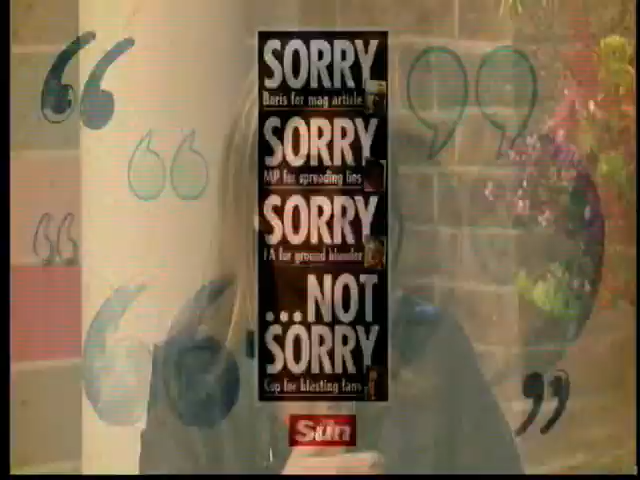 SORRY
Boris for mag article
SORRY
MP for spreading lies
SORRY
FA for ground blunder
...NOT
SORRY
Cop for blasting fans
The Sun